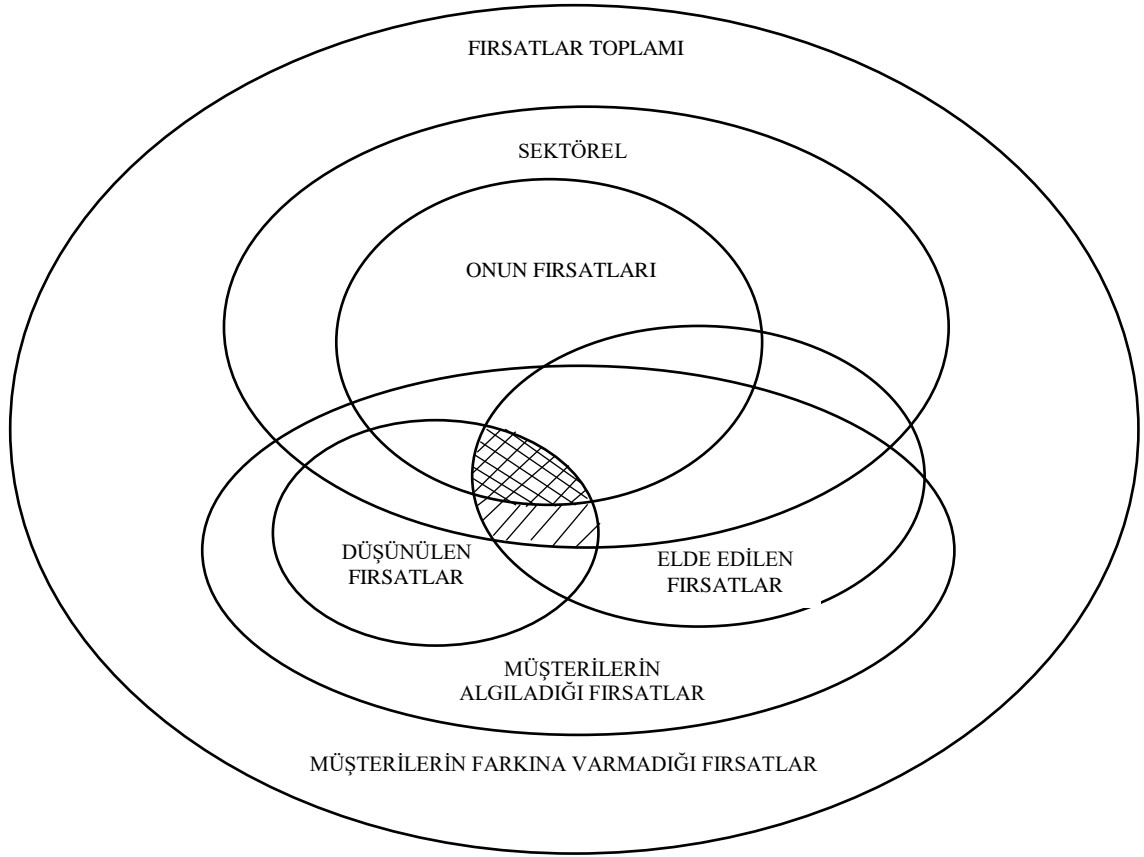 FIRSATLAR TOPLAMI
SEKTÖREL
ONUN FIRSATLARI
DÜŞÜNÜLEN
FIRSATLAR
ELDE EDİLEN
FIRSATLAR
MÜŞTERİLERİN
ALGILADIĞI FIRSATLAR
MÜŞTERİLERİN FARKINA VARMADIĞI FIRSATLAR